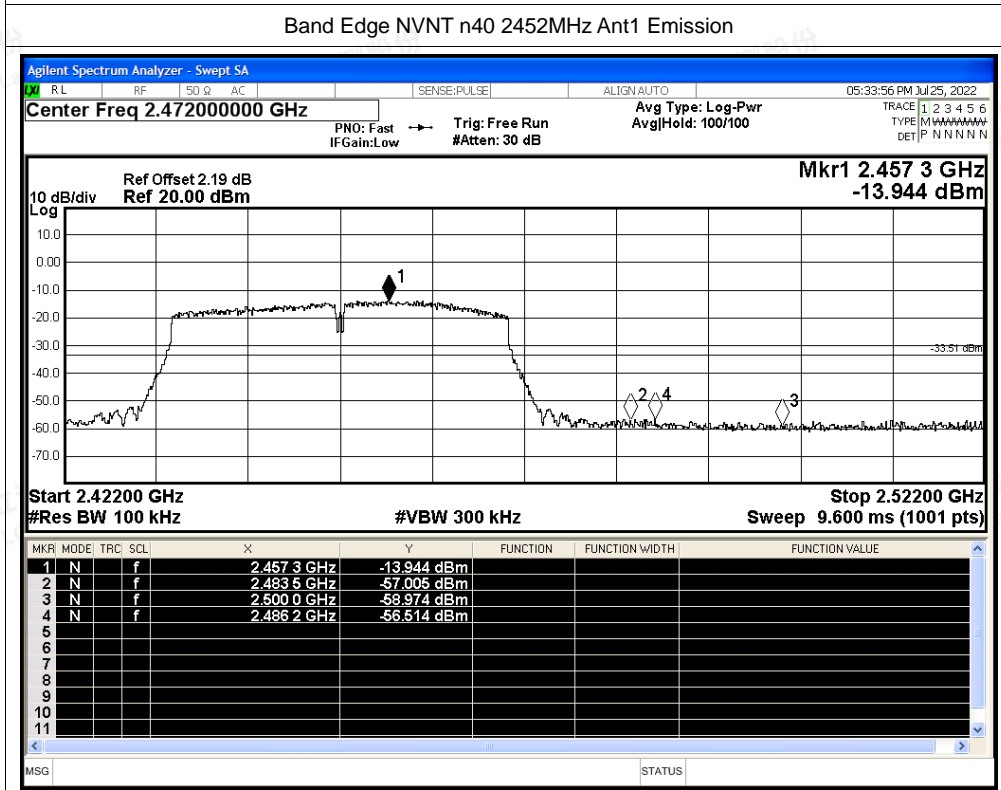 Band Edge NVNT n40 2452MHz Ant1 Emission
Agilent Spectrum Analyzer - Swept SA
LXI RL RF 50 Ω AC SENSE:PULSE ALIGN AUTO 05:33:56 PM Jul 25, 2022
Center Freq 2.472000000 GHz
PNO: Fast
IFGain:Low
Trig: Free Run
#Atten: 30 dB
Avg Type: Log-Pwr
Avg|Hold: 100/100
TRACE 1 2 3 4 5 6
TYPE M
DET P N N N N N
Mkr1 2.457 3 GHz
-13.944 dBm
Ref Offset 2.19 dB
10 dB/div Ref 20.00 dBm
Log
10.0
0.00
-10.0
-20.0
-30.0
-40.0
-50.0
-60.0
-70.0
1
2
4
3
-33.51 dBm
Start 2.42200 GHz Stop 2.52200 GHz
#Res BW 100 kHz #VBW 300 kHz Sweep 9.600 ms (1001 pts)
MKR MODE TRC SCL X Y FUNCTION FUNCTION WIDTH FUNCTION VALUE
1 N f 2.457 3 GHz -13.944 dBm
2 N f 2.483 5 GHz -57.005 dBm
3 N f 2.500 0 GHz -58.974 dBm
4 N f 2.486 2 GHz -56.514 dBm
5
6
7
8
9
10
11
MSG STATUS